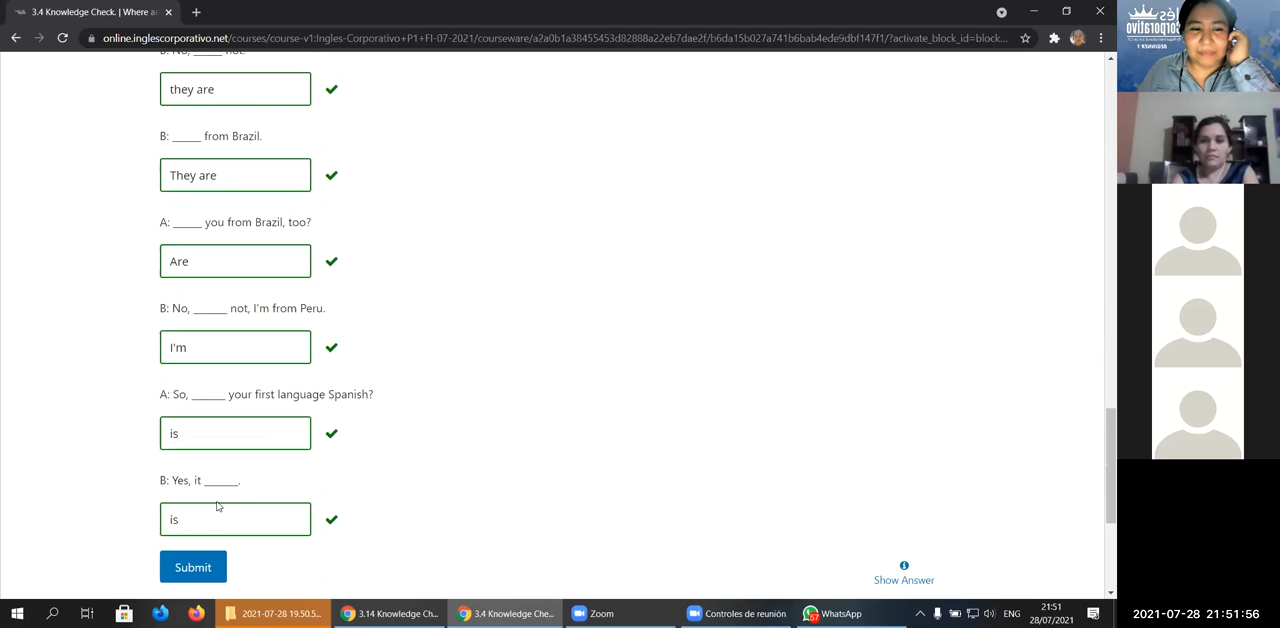 3.4 Knowledge Check. | Where a
online.inglescorporativo.net/courses/course-v1:Ingles-Corporativo+P1+FI-07-2021/courseware/a2a0b1a38455453d82888a22eb7dae2f/b6da15b027a741b6bab4ede9dbf147f1/?activate_block_id=block...
B: No, _____ not.
they are
B: _____ from Brazil.
They are
A: _____ you from Brazil, too?
Are
B: No, ______ not, I'm from Peru.
I'm
A: So, ______ your first language Spanish?
is
B: Yes, it ______.
is
Submit
Show Answer
2021-07-28 19.50.5...
3.14 Knowledge Ch...
3.4 Knowledge Che...
Zoom
Controles de reunión
WhatsApp
ENG
21:51
28/07/2021
2021-07-28 21:51:56